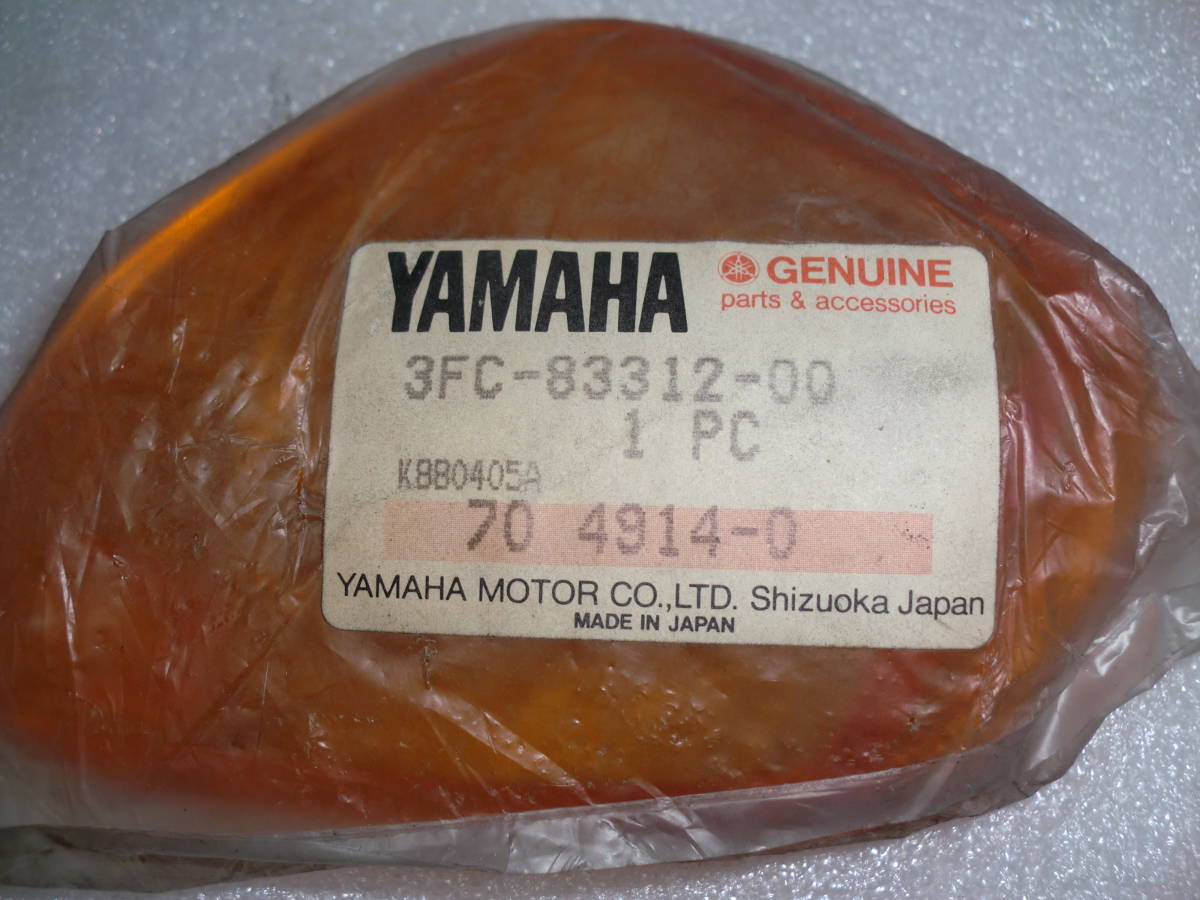 YAMAHA GENUINE
parts & accessories
3FC-83312-00
1 PC
K880405A
70 4914-0
YAMAHA MOTOR CO.,LTD. Shizuoka Japan
MADE IN JAPAN